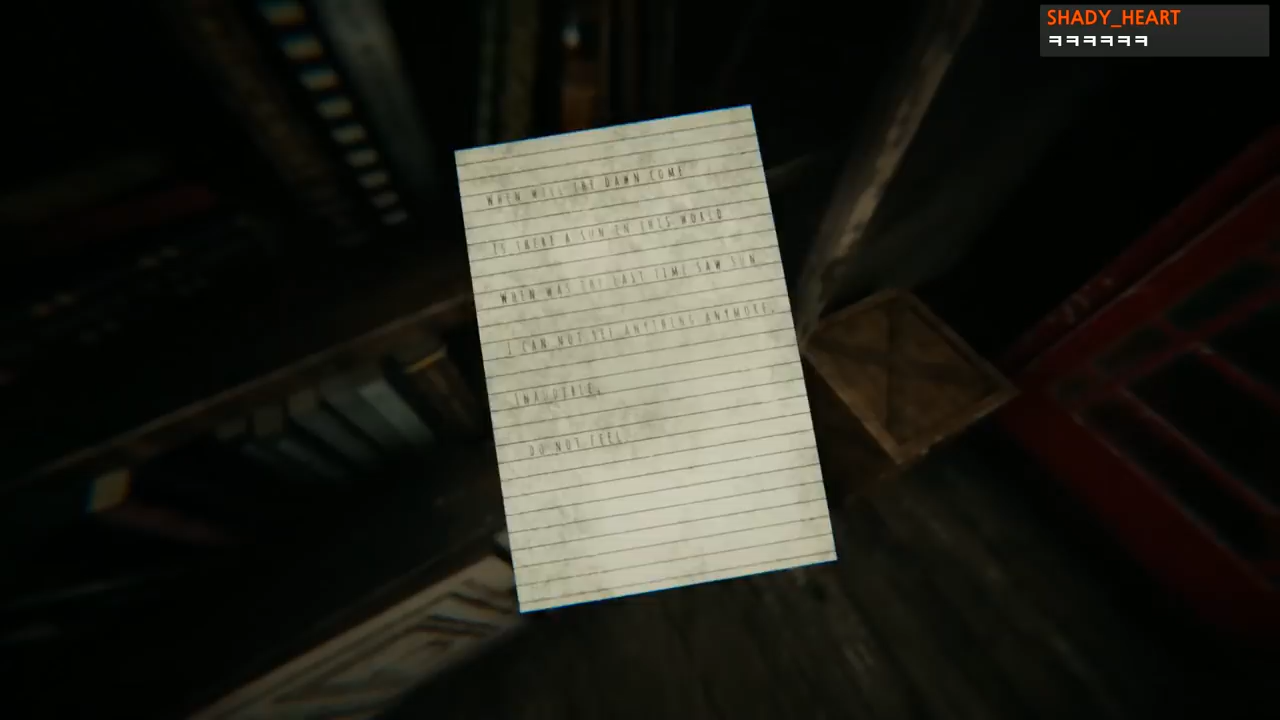 SHADY_HEART
ㅋㅋㅋㅋㅋㅋ
WHEN WILL THE DAWN COME
IS THERE A SUN IN THIS WORLD
WHEN WAS THE LAST TIME SAW SUN
I CAN NOT SEE ANYTHING ANYMORE.
INAUDIBLE.
DO NOT FEEL